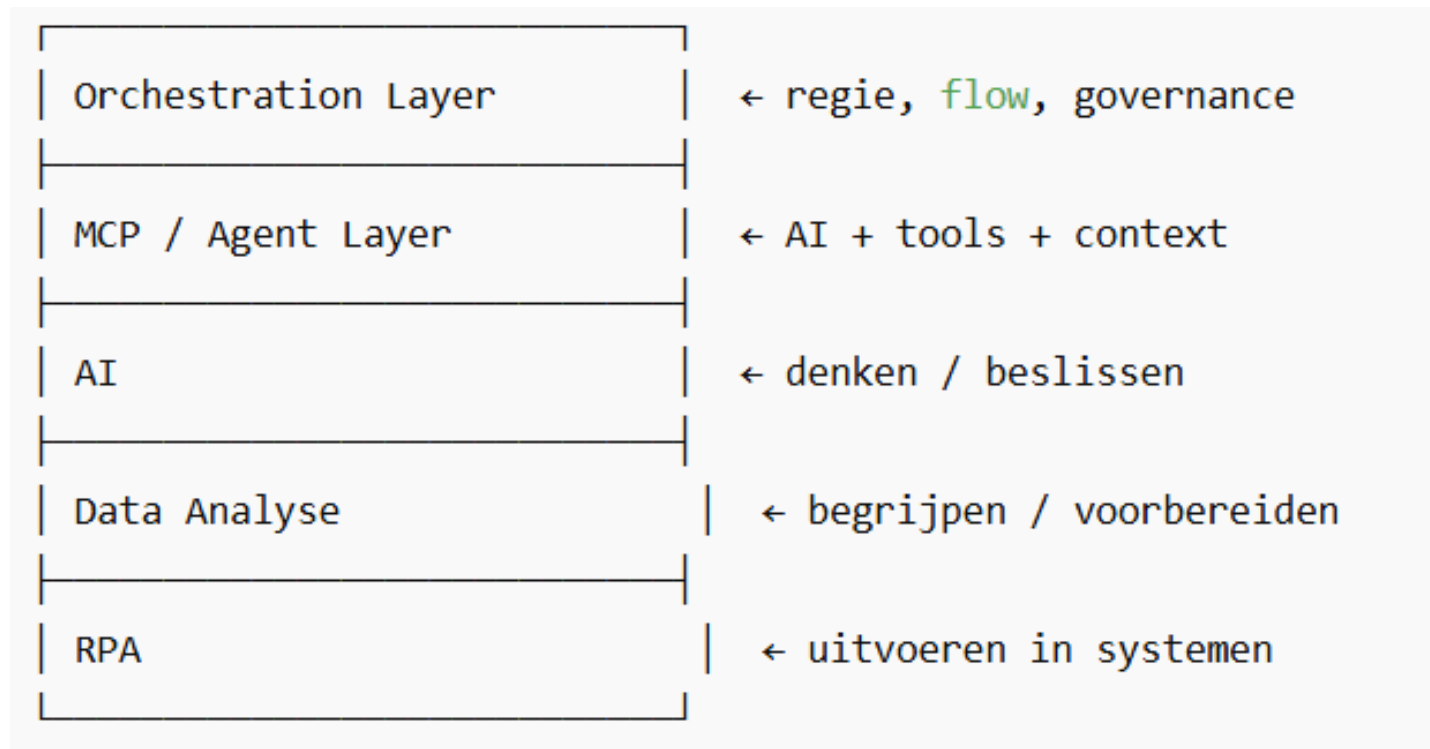 Orchestration Layer ← regie, flow, governance
MCP / Agent Layer ← AI + tools + context
AI ← denken / beslissen
Data Analyse ← begrijpen / voorbereiden
RPA ← uitvoeren in systemen